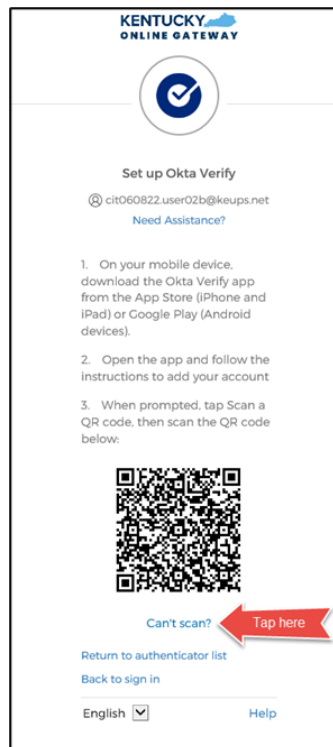 KENTUCKY
ONLINE GATEWAY
Set up Okta Verify
cit060822.user02b@keups.net
Need Assistance?
1. On your mobile device,
download the Okta Verify app
from the App Store (iPhone and
iPad) or Google Play (Android
devices).
2. Open the app and follow the
instructions to add your account
3. When prompted, tap Scan a
QR code, then scan the QR code
below:
Can't scan?
Tap here
Return to authenticator list
Back to sign in
English
Help